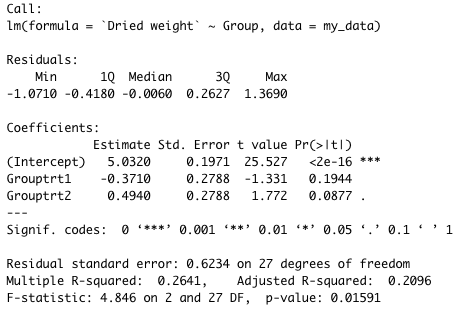 Call:
lm(formula = `Dried weight` ~ Group, data = my_data)
Residuals:
Min 1Q Median 3Q Max
-1.0710 -0.4180 -0.0060 0.2627 1.3690
Coefficients:
Estimate Std. Error t value Pr(>|t|)
(Intercept) 5.0320 0.1971 25.527 <2e-16 ***
Grouptrt1 -0.3710 0.2788 -1.331 0.1944
Grouptrt2 0.4940 0.2788 1.772 0.0877 .
---
Signif. codes: 0 ‘***’ 0.001 ‘**’ 0.01 ‘*’ 0.05 ‘.’ 0.1 ‘ ’ 1
Residual standard error: 0.6234 on 27 degrees of freedom
Multiple R-squared: 0.2641, Adjusted R-squared: 0.2096
F-statistic: 4.846 on 2 and 27 DF, p-value: 0.01591